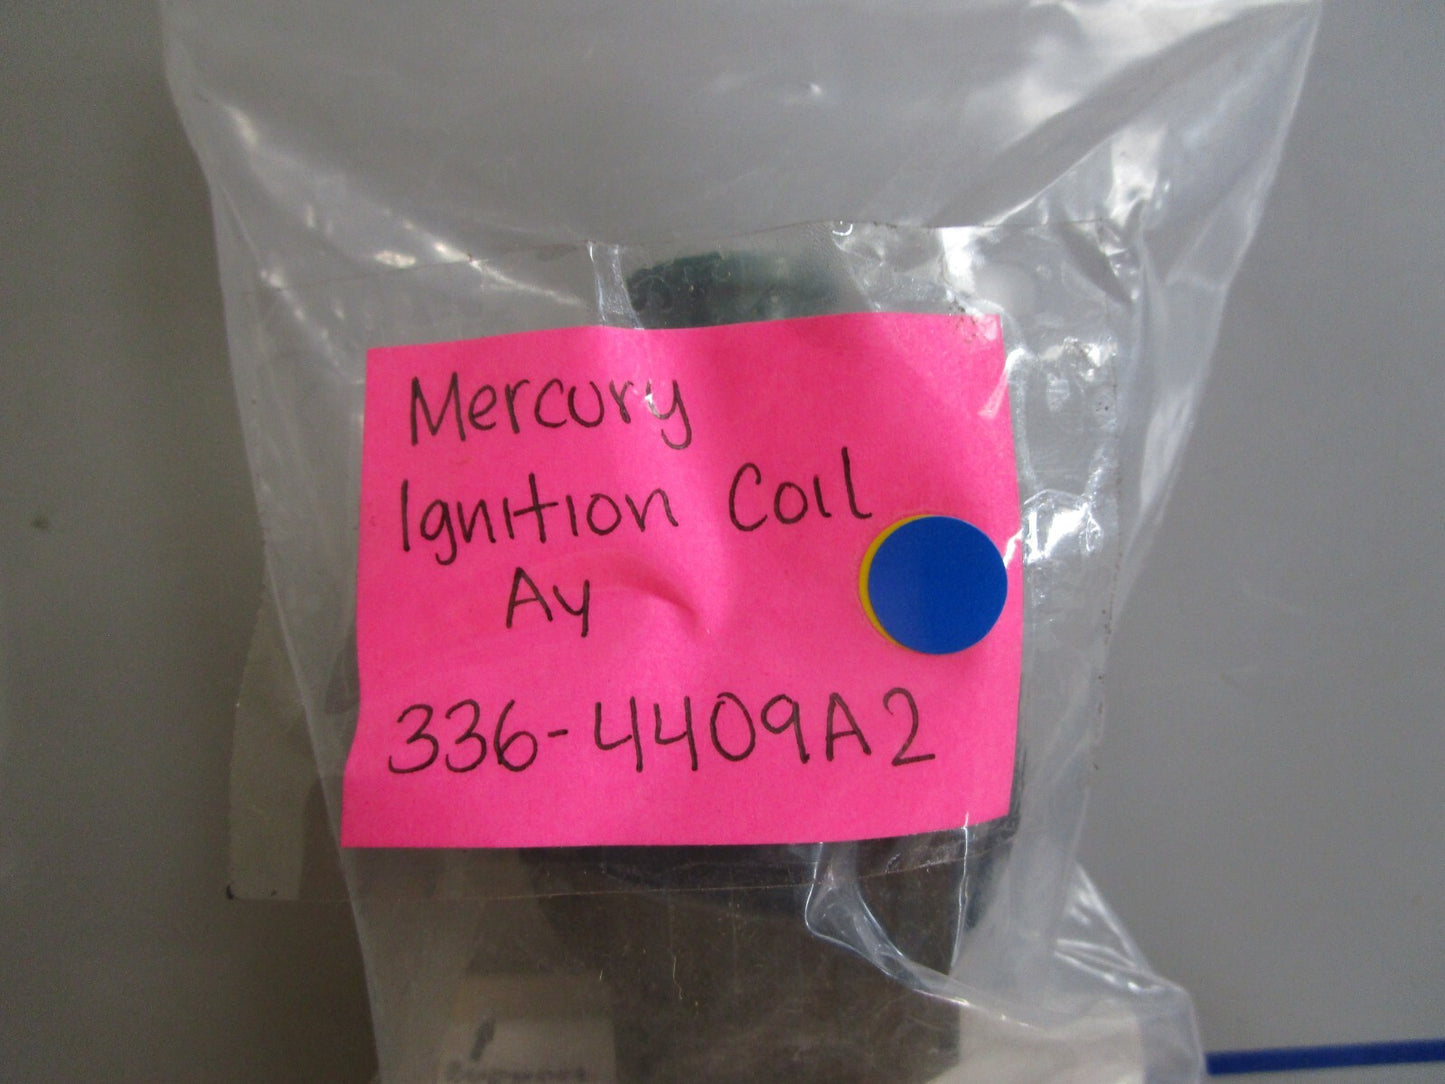 Mercury
Ignition Coil
Ay
336-4409A2